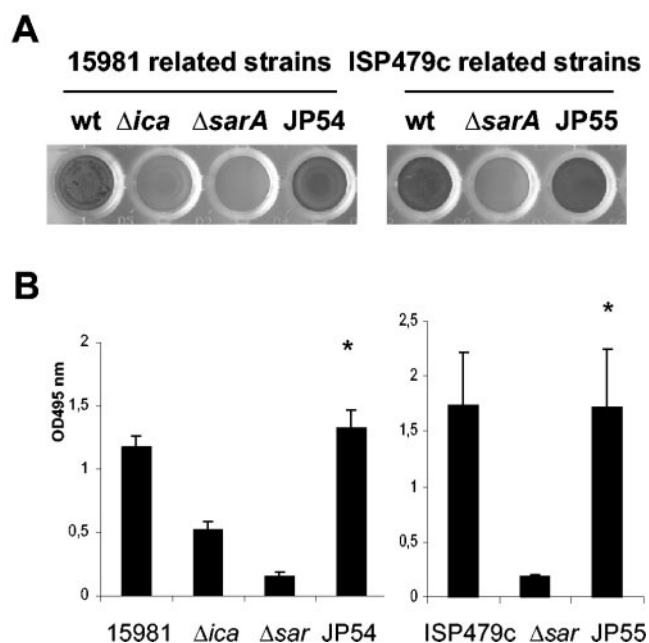 A
15981 related strains ISP479c related strains
wt Δica ΔsarA JP54 wt ΔsarA JP55
B
2
1,5
1
0,5
0
OD495 nm
*
15981 Δica Δsar JP54
2,5
2
1,5
1
0,5
0
*
ISP479c Δsar JP55